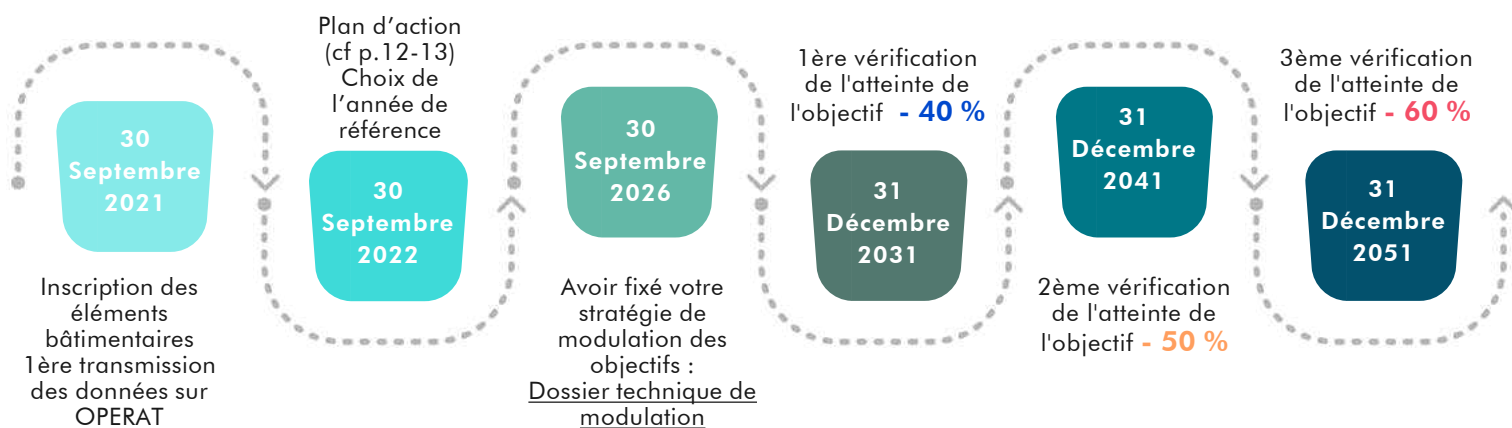 30
Septembre
2021
Inscription des
éléments
bâtimentaires
1ère transmission
des données sur
OPERAT
Plan d’action
(cf p.12-13)
Choix de
l’année de
référence
30
Septembre
2022
30
Septembre
2026
Avoir fixé votre
stratégie de
modulation des
objectifs :
Dossier technique de
modulation
1ère vérification
de l'atteinte de
l'objectif - 40 %
31
Décembre
2031
31
Décembre
2041
2ème vérification
de l'atteinte de
l'objectif - 50 %
3ème vérification
de l'atteinte de
l'objectif - 60 %
31
Décembre
2051